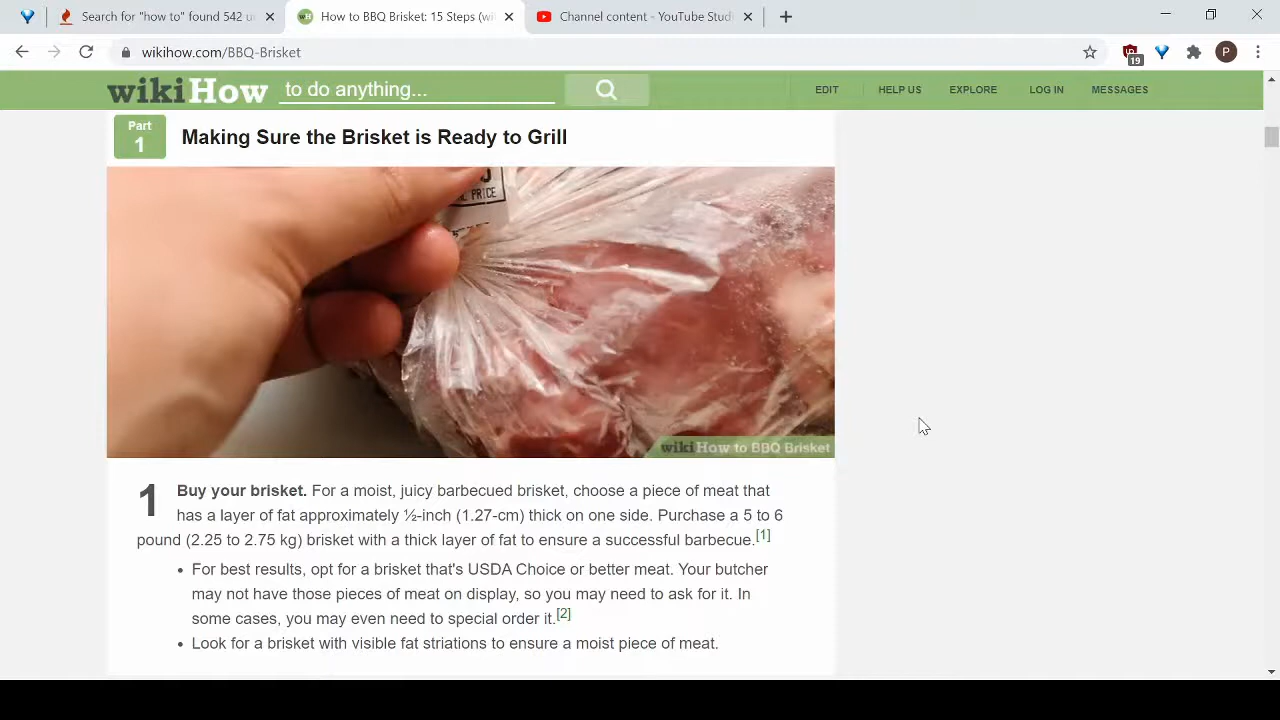 Search for "how to" found 542 u
How to BBQ Brisket: 15 Steps (wi
Channel content - YouTube Stud
wikihow.com/BBQ-Brisket
19
P
wikiHow to do anything...
EDIT
HELP US
EXPLORE
LOG IN
MESSAGES
Part
1
Making Sure the Brisket is Ready to Grill
PRICE
wikiHow to BBQ Brisket
1 Buy your brisket. For a moist, juicy barbecued brisket, choose a piece of meat that
has a layer of fat approximately ½-inch (1.27-cm) thick on one side. Purchase a 5 to 6
pound (2.25 to 2.75 kg) brisket with a thick layer of fat to ensure a successful barbecue.[1]
• For best results, opt for a brisket that's USDA Choice or better meat. Your butcher
may not have those pieces of meat on display, so you may need to ask for it. In
some cases, you may even need to special order it.[2]
• Look for a brisket with visible fat striations to ensure a moist piece of meat.